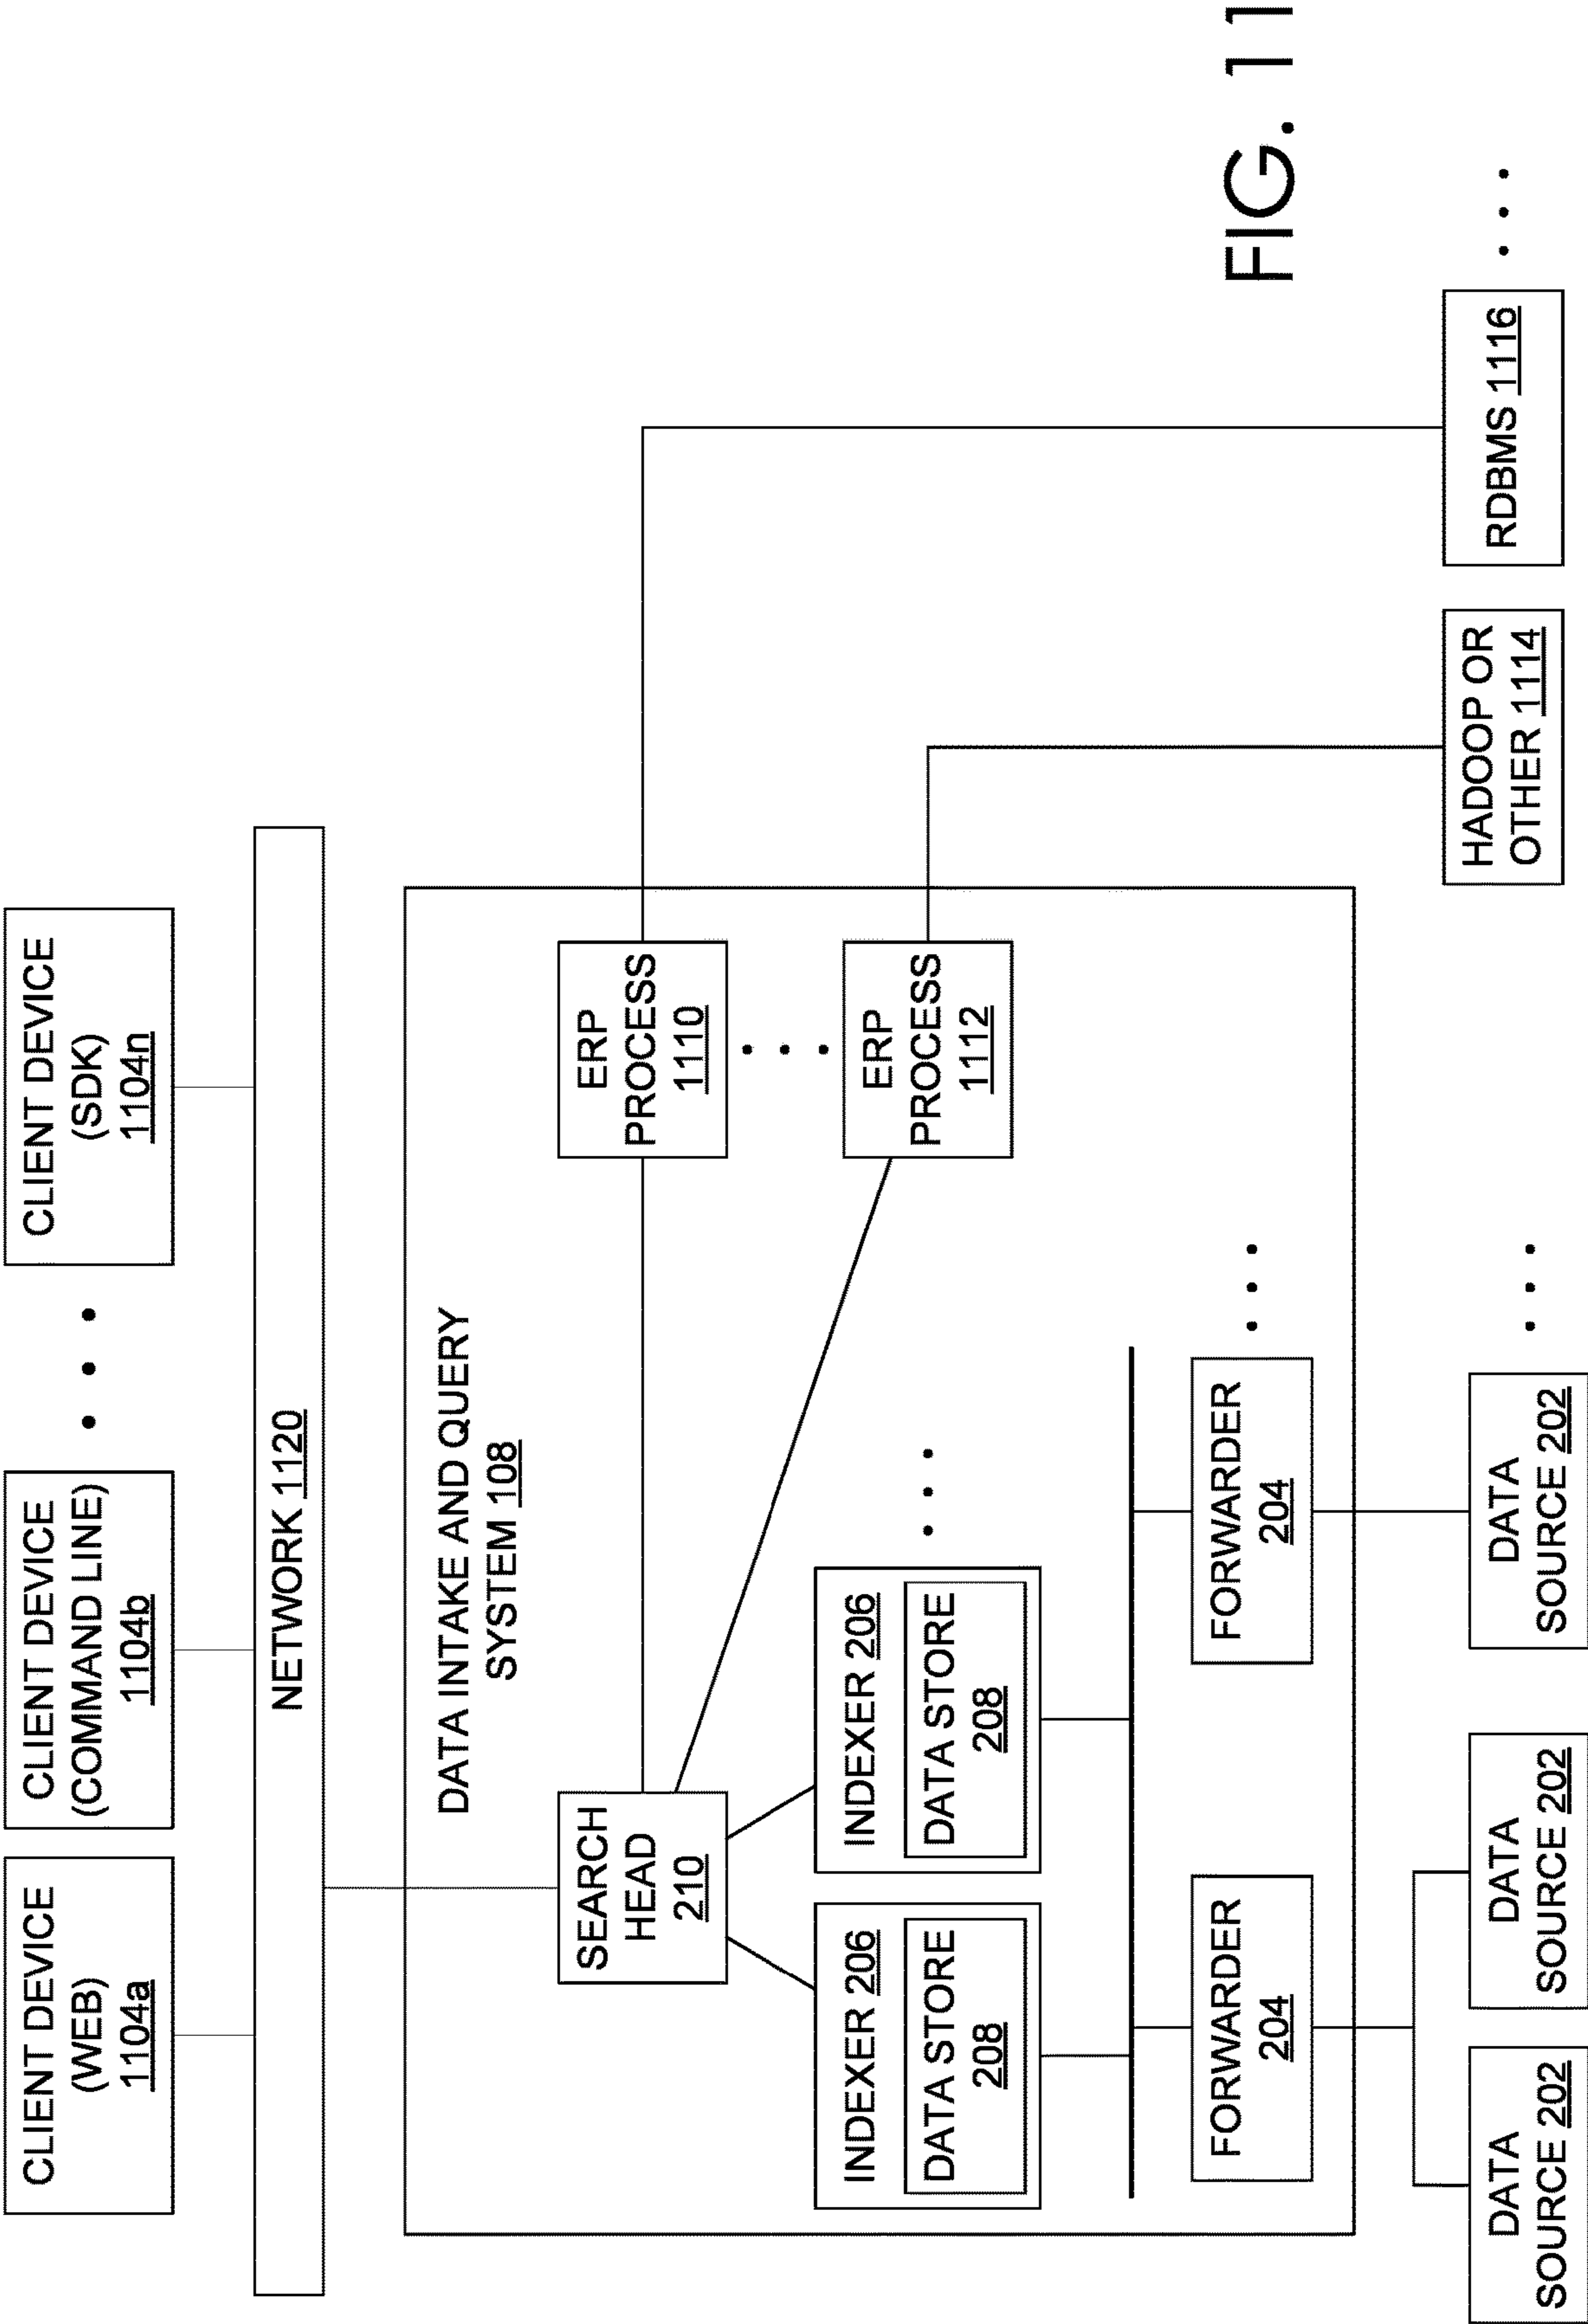 CLIENT DEVICE
(WEB)
1104a
CLIENT DEVICE
(COMMAND LINE)
1104b
CLIENT DEVICE
(SDK)
1104n
NETWORK 1120
DATA INTAKE AND QUERY
SYSTEM 108
SEARCH
HEAD
210
ERP
PROCESS
1110
ERP
PROCESS
1112
INDEXER 206
DATA STORE
208
INDEXER 206
DATA STORE
208
FORWARDER
204
FORWARDER
204
DATA
SOURCE 202
DATA
SOURCE 202
DATA
SOURCE 202
HADOOP OR
OTHER 1114
RDBMS 1116
FIG. 11